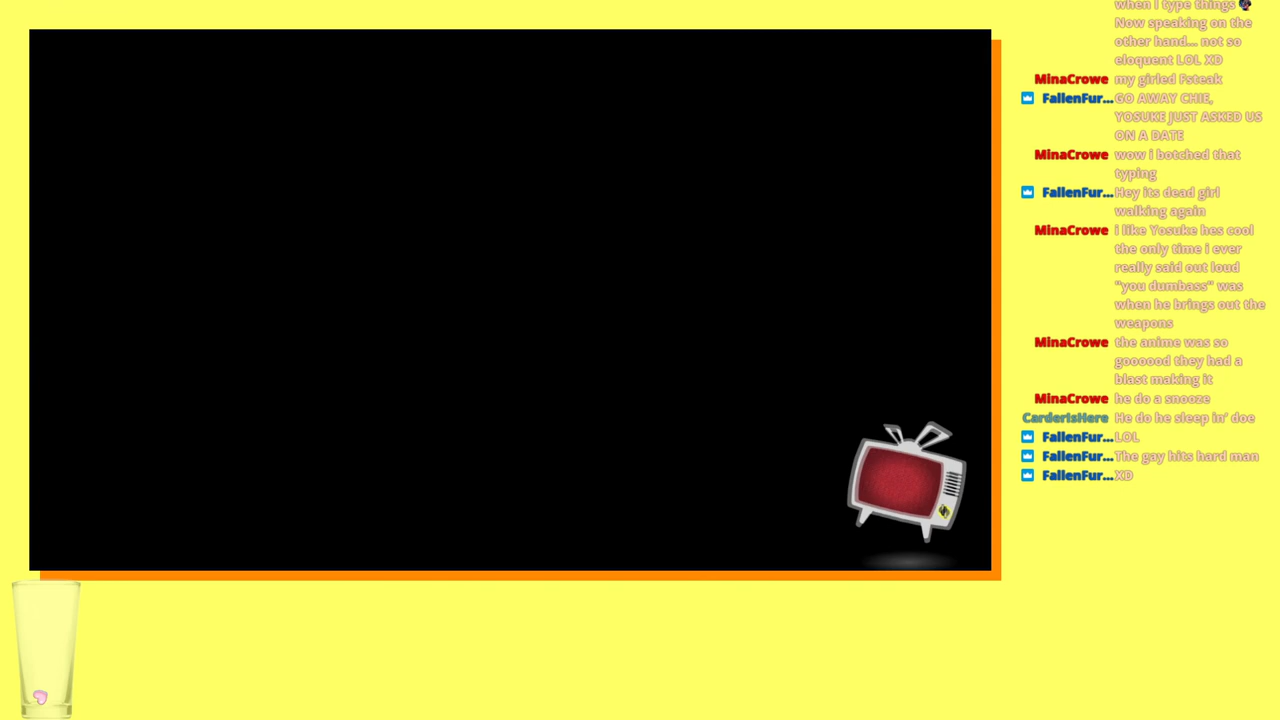 when I type things
Now speaking on the
other hand... not so
eloquent LOL XD
MinaCrowe my girled Fsteak
FallenFur... GO AWAY CHIE,
YOSUKE JUST ASKED US
ON A DATE
MinaCrowe wow i botched that
typing
FallenFur... Hey its dead girl
walking again
MinaCrowe i like Yosuke hes cool
the only time i ever
really said out loud
"you dumbass" was
when he brings out the
weapons
MinaCrowe the anime was so
goooood they had a
blast making it
MinaCrowe he do a snooze
CarderIsHere He do he sleep in' doe
FallenFur... LOL
FallenFur... The gay hits hard man
FallenFur... XD